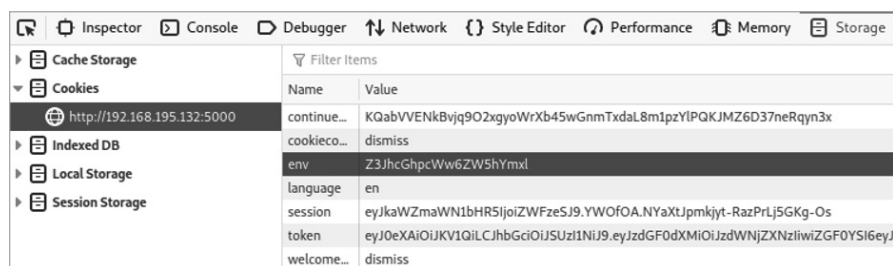 Inspector Console Debugger Network Style Editor Performance Memory Storage
Cache Storage
Filter Items
Cookies
Name Value
http://192.168.195.132:5000
continue... KQabVVENkBvjq9O2xgyoWrXb45wGnmTxdaL8m1pzYlPQKJMZ6D37neRqyn3x
Indexed DB
cookieco... dismiss
env Z3JhcGhpcWw6ZW5hYmxl
Local Storage
language en
Session Storage
session eyJkaWZmaWN1bHR5IjoiZWFzeSJ9.YWOfOA.NYaXtJpmkjyt-RazPrLj5GKg-Os
token eyJ0eXAiOiJKV1QiLCJhbGciOiJSUzI1NiJ9.eyJzdGF0dXMiOiJzdWNjZXNzIiwiZGF0YSI6eyJ
welcome... dismiss